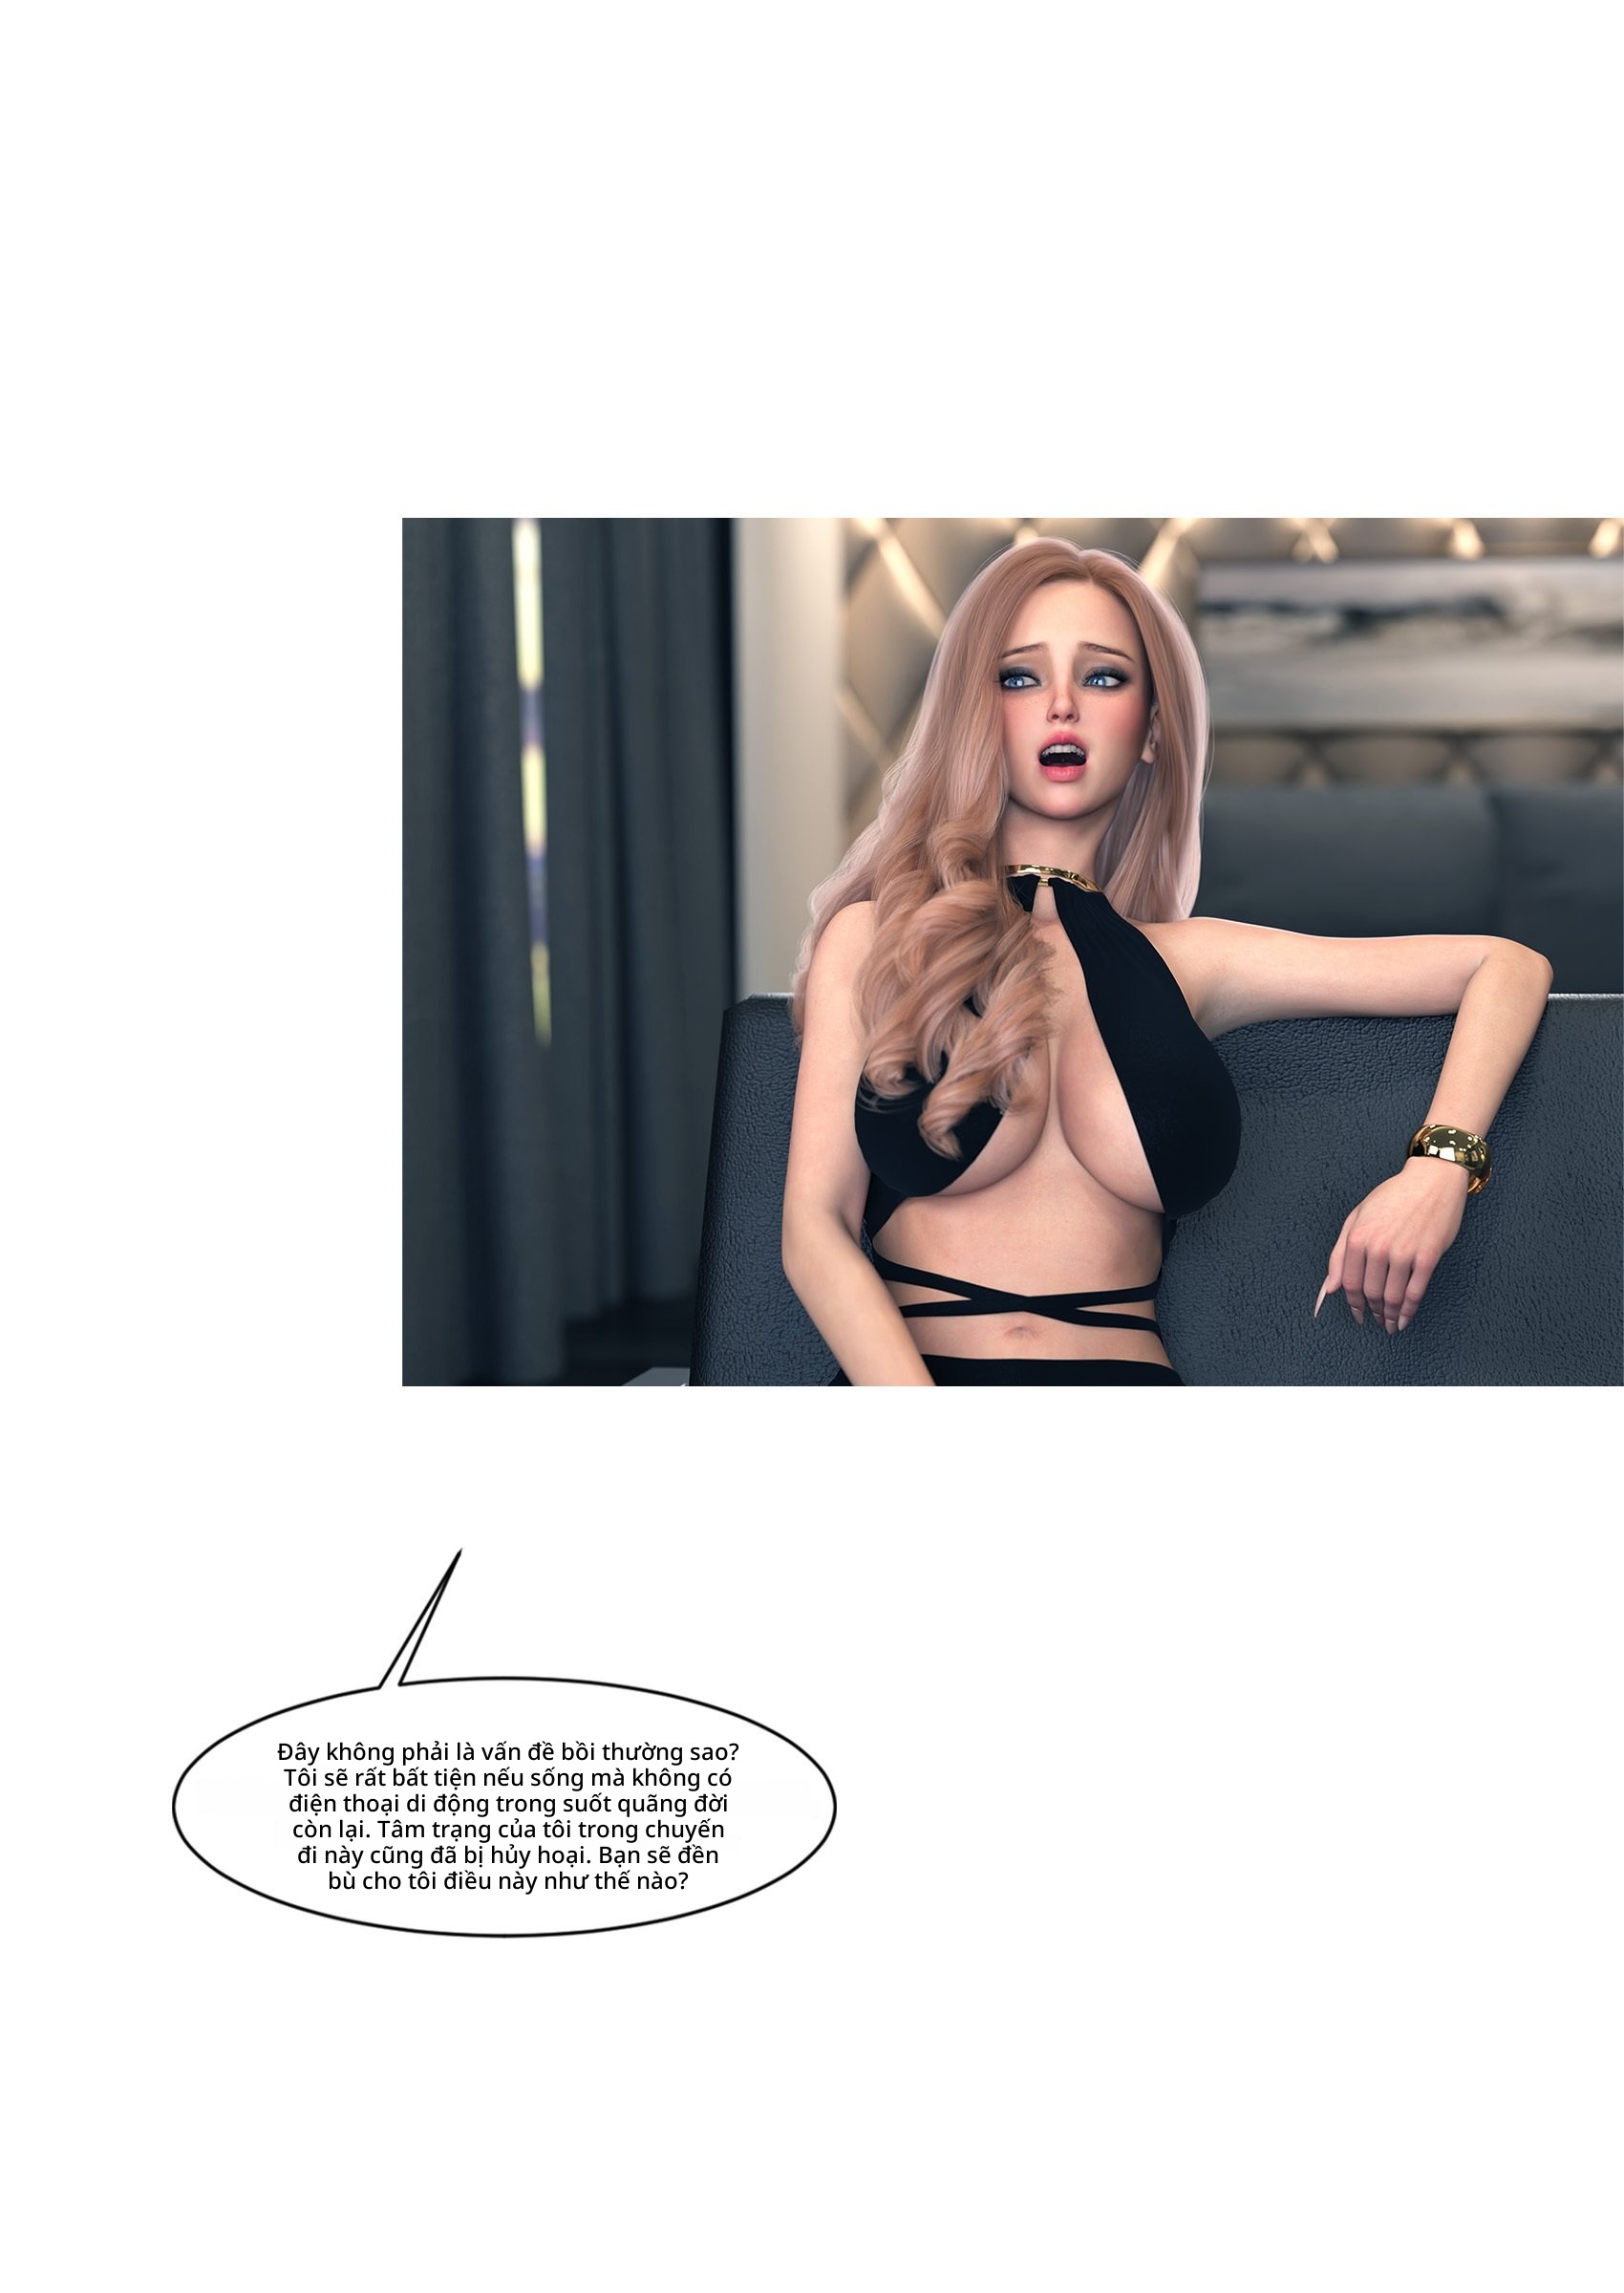 Đây không phải là vấn đề bồi thường sao?
Tôi sẽ rất bất tiện nếu sống mà không có
điện thoại di động trong suốt quãng đời
còn lại. Tâm trạng của tôi trong chuyến
đi này cũng đã bị hủy hoại. Bạn sẽ đền
bù cho tôi điều này như thế nào?